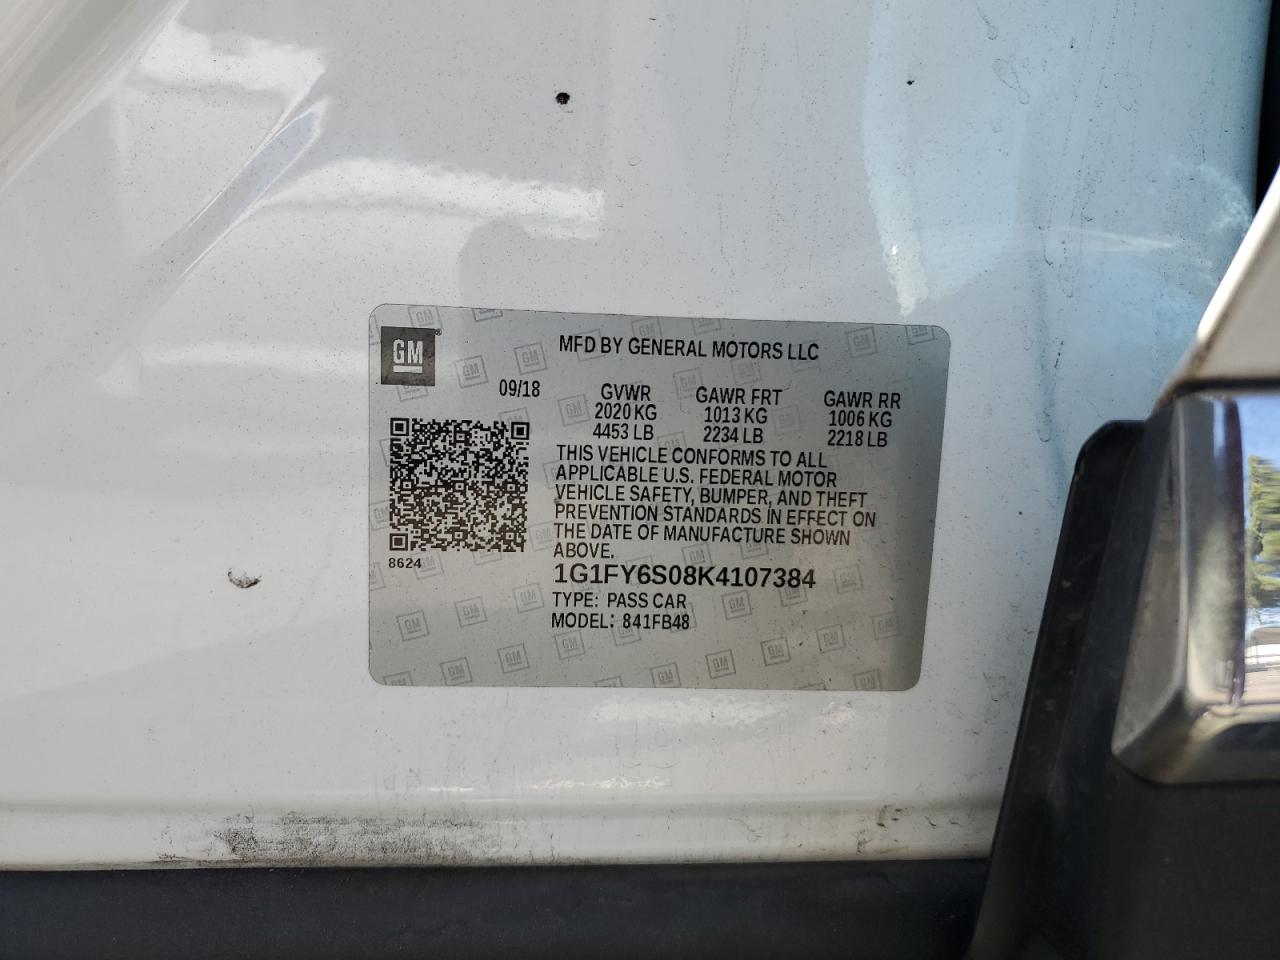 GM
MFD BY GENERAL MOTORS LLC
09/18
GVWR GAWR FRT GAWR RR
2020 KG 1013 KG 1006 KG
4453 LB 2234 LB 2218 LB
THIS VEHICLE CONFORMS TO ALL
APPLICABLE U.S. FEDERAL MOTOR
VEHICLE SAFETY, BUMPER, AND THEFT
PREVENTION STANDARDS IN EFFECT ON
THE DATE OF MANUFACTURE SHOWN
ABOVE.
8624
1G1FY6S08K4107384
TYPE: PASS CAR
MODEL: 841FB48